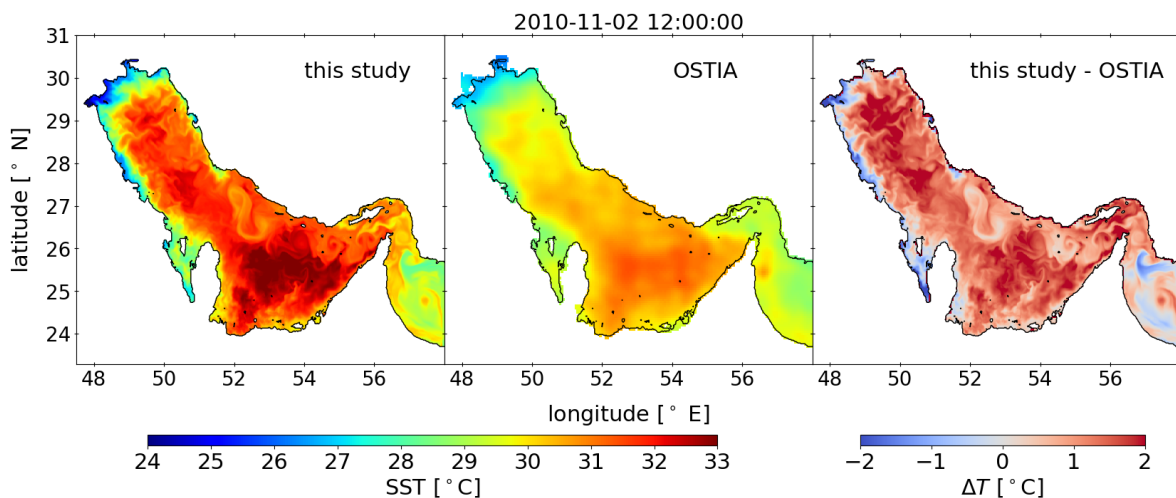 2010-11-02 12:00:00
this study
OSTIA
this study - OSTIA
latitude [° N]
31
30
29
28
27
26
25
24
48 50 52 54 56
48 50 52 54 56
48 50 52 54 56
longitude [° E]
24 25 26 27 28 29 30 31 32 33
SST [°C]
−2 −1 0 1 2
ΔT [°C]